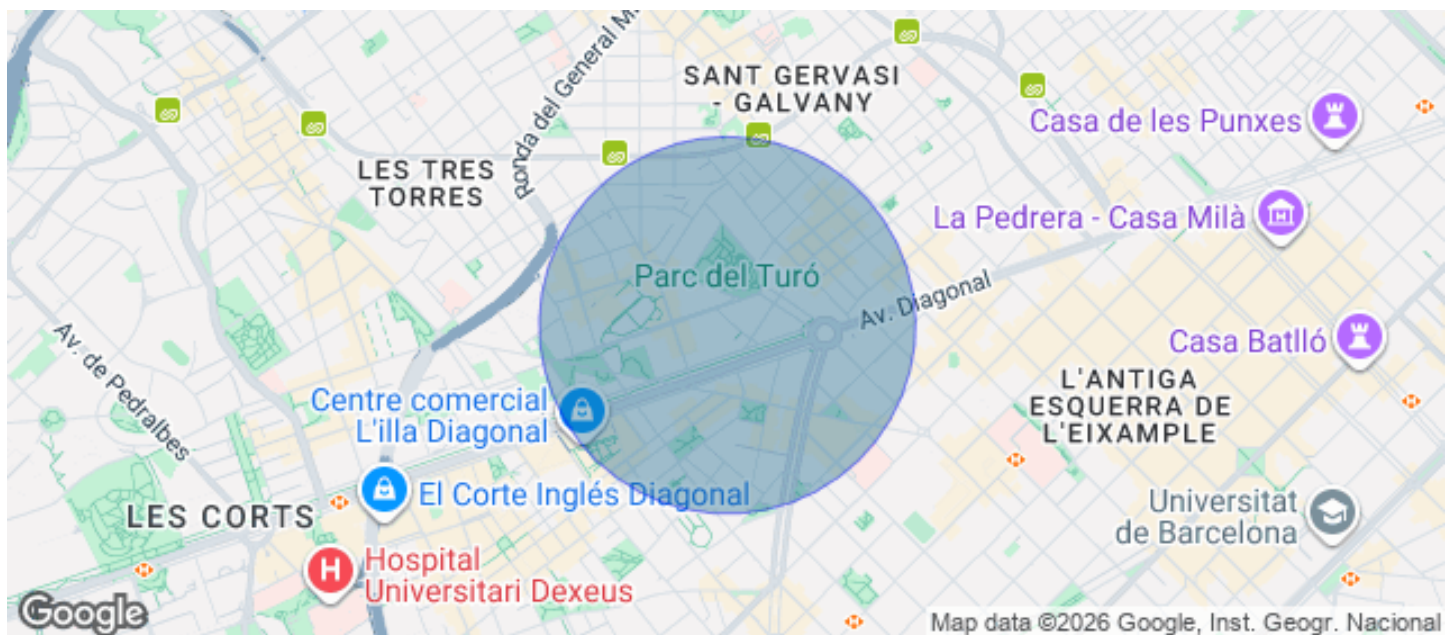 SANT GERVASI
- GALVANY
Casa de les Punxes
Ronda del General Mi
LES TRES
TORRES
La Pedrera - Casa Milà
Parc del Turó
Av. Diagonal
Av. de Pedralbes
Casa Batlló
L'ANTIGA
ESQUERRA DE
L'EIXAMPLE
Centre comercial
L'illa Diagonal
El Corte Inglés Diagonal
LES CORTS
Universitat
de Barcelona
H
Hospital
Universitari Dexeus
Google
Map data ©2026 Google, Inst. Geogr. Nacional